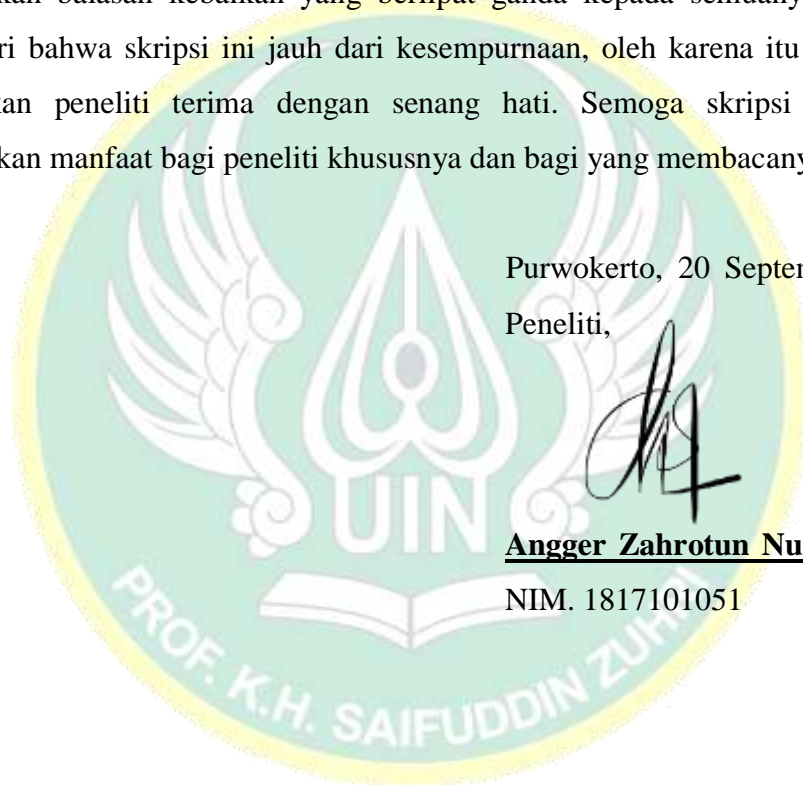 kan balasan kebaikan yang berlipat ganda kepada semuany
ri bahwa skripsi ini jauh dari kesempurnaan, oleh karena itu
kan peneliti terima dengan senang hati. Semoga skripsi
kan manfaat bagi peneliti khususnya dan bagi yang membacany
Purwokerto, 20 Septe
Peneliti,
UIN
Angger Zahrotun Nu
NIM. 1817101051
PROF. K.H. SAIFUDDIN ZUHRI